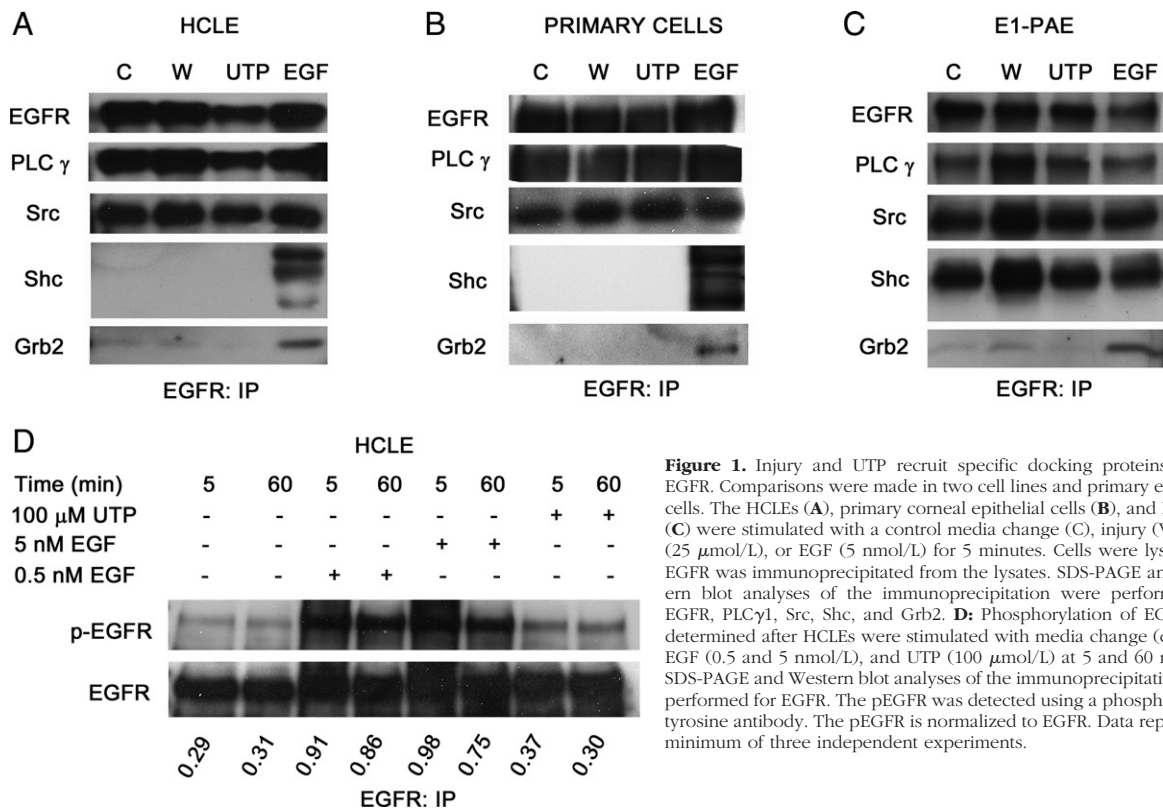 A HCLE
C W UTP EGF
EGFR
PLC γ
Src
Shc
Grb2
EGFR: IP
B PRIMARY CELLS
C W UTP EGF
EGFR
PLC γ
Src
Shc
Grb2
EGFR: IP
C E1-PAE
C W UTP EGF
EGFR
PLC γ
Src
Shc
Grb2
EGFR: IP
D HCLE
Time (min) 5 60 5 60 5 60 5 60
100 μM UTP - - - - - - + +
5 nM EGF - - - - + + - -
0.5 nM EGF - - + + - - - -
p-EGFR
EGFR
0.29 0.31 0.91 0.86 0.98 0.75 0.37 0.30
EGFR: IP
Figure 1. Injury and UTP recruit specific docking proteins
EGFR. Comparisons were made in two cell lines and primary e
cells. The HCLEs (A), primary corneal epithelial cells (B), and
(C) were stimulated with a control media change (C), injury
(25 μmol/L), or EGF (5 nmol/L) for 5 minutes. Cells were lys
EGFR was immunoprecipitated from the lysates. SDS-PAGE an
ern blot analyses of the immunoprecipitation were perfor
EGFR, PLCγ1, Src, Shc, and Grb2. D: Phosphorylation of
determined after HCLEs were stimulated with media change
EGF (0.5 and 5 nmol/L), and UTP (100 μmol/L) at 5 and 60
SDS-PAGE and Western blot analyses of the immunoprecipitati
performed for EGFR. The pEGFR was detected using a phosph
tyrosine antibody. The pEGFR is normalized to EGFR. Data rep
minimum of three independent experiments.